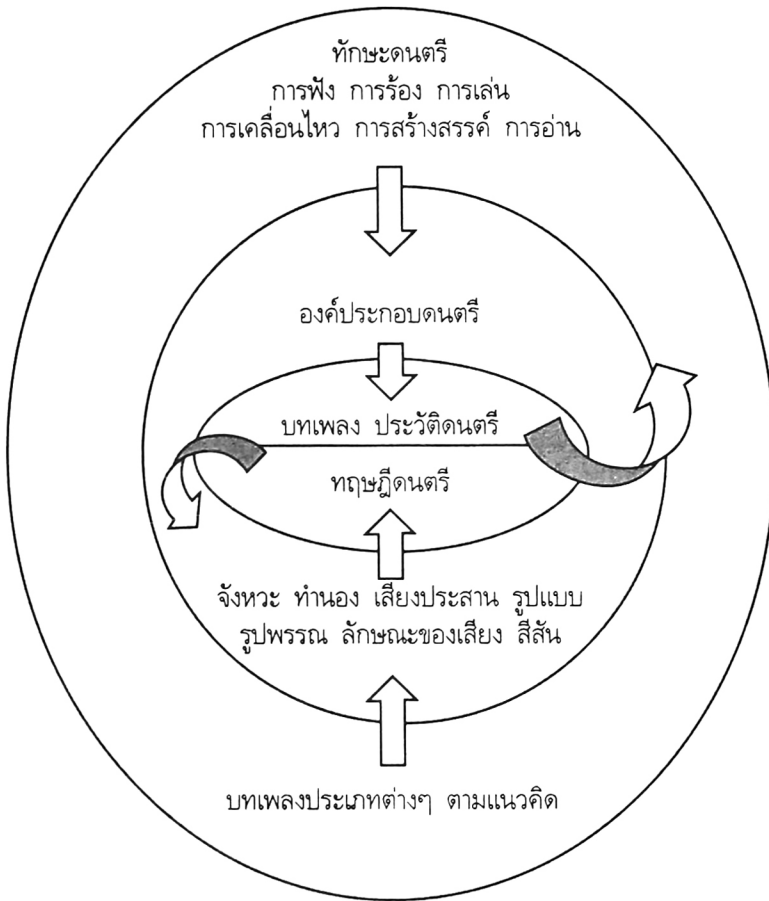 ทักษะดนตรี
การฟัง การร้อง การเล่น
การเคลื่อนไหว การสร้างสรรค์ การอ่าน
องค์ประกอบดนตรี
บทเพลง ประวัติดนตรี
ทฤษฎีดนตรี
จังหวะ ทำนอง เสียงประสาน รูปแบบ
รูปพรรณ ลักษณะของเสียง สีสัน
บทเพลงประเภทต่างๆ ตามแนวคิด